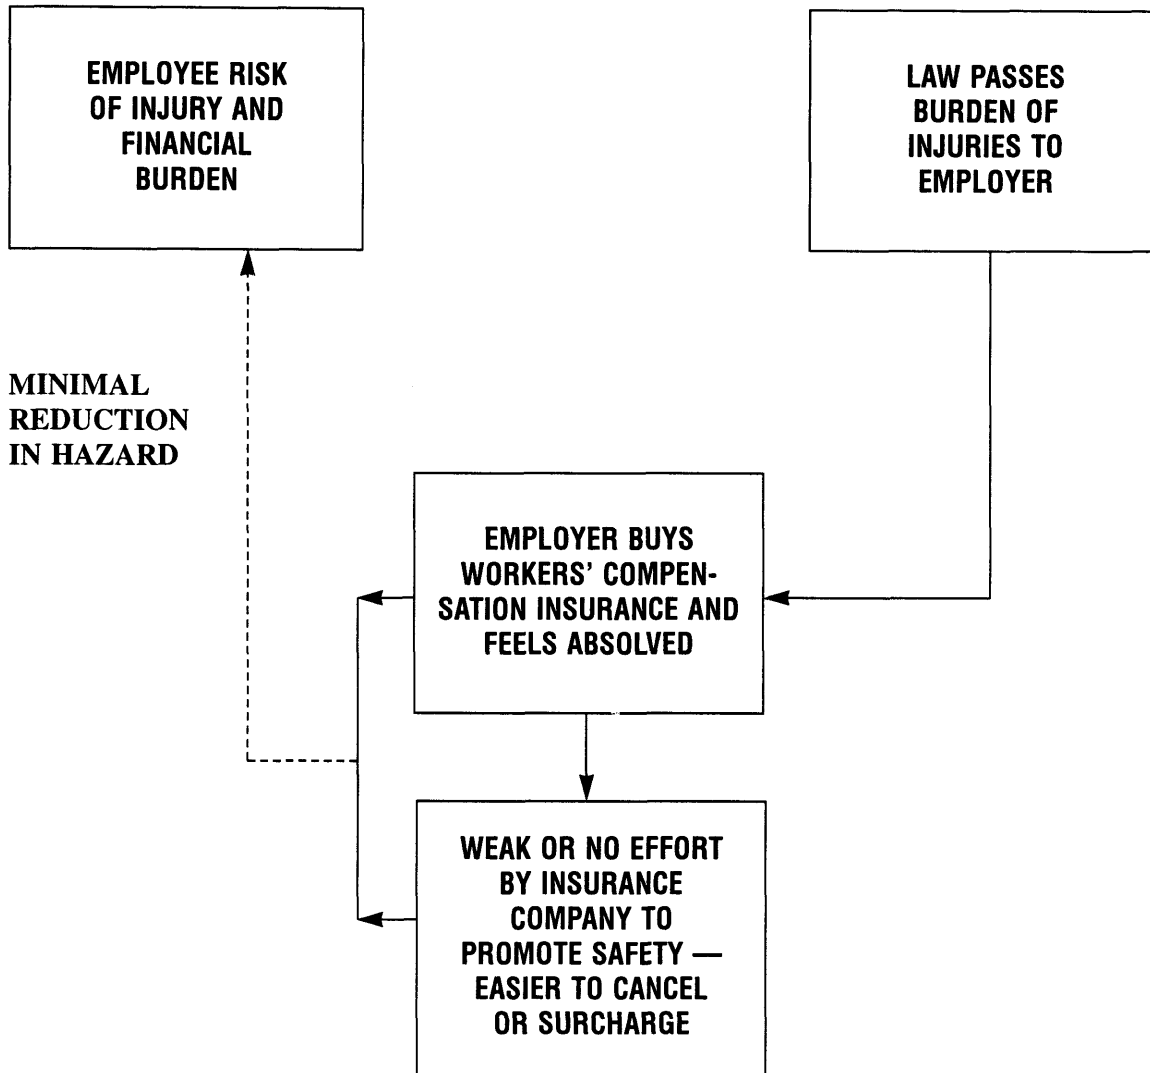 EMPLOYEE RISK
OF INJURY AND
FINANCIAL
BURDEN
LAW PASSES
BURDEN OF
INJURIES TO
EMPLOYER
MINIMAL
REDUCTION
IN HAZARD
EMPLOYER BUYS
WORKERS' COMPEN-
SATION INSURANCE AND
FEELS ABSOLVED
WEAK OR NO EFFORT
BY INSURANCE
COMPANY TO
PROMOTE SAFETY —
EASIER TO CANCEL
OR SURCHARGE